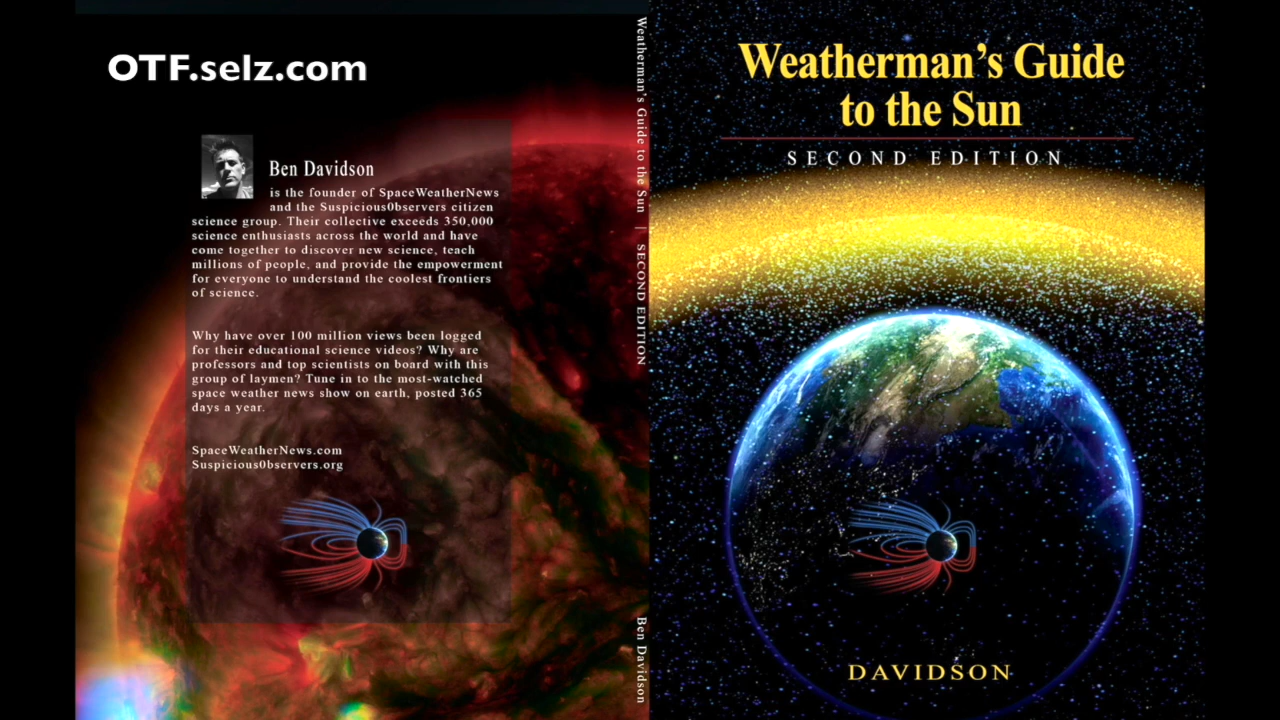 OTF.selz.com
Ben Davidson
is the founder of SpaceWeatherNews
and the Suspicious0bservers citizen
science group. Their collective exceeds 350,000
science enthusiasts across the world and have
come together to discover new science, teach
millions of people, and provide the empowerment
for everyone to understand the coolest frontiers
of science.
Why have over 100 million views been logged
for their educational science videos? Why are
professors and top scientists on board with this
group of laymen? Tune in to the most-watched
space weather news show on earth, posted 365
days a year.
SpaceWeatherNews.com
Suspicious0bservers.org
Weatherman's Guide to the Sun | SECOND EDITION
Ben Davidson
Weatherman's Guide
to the Sun
SECOND EDITION
DAVIDSON